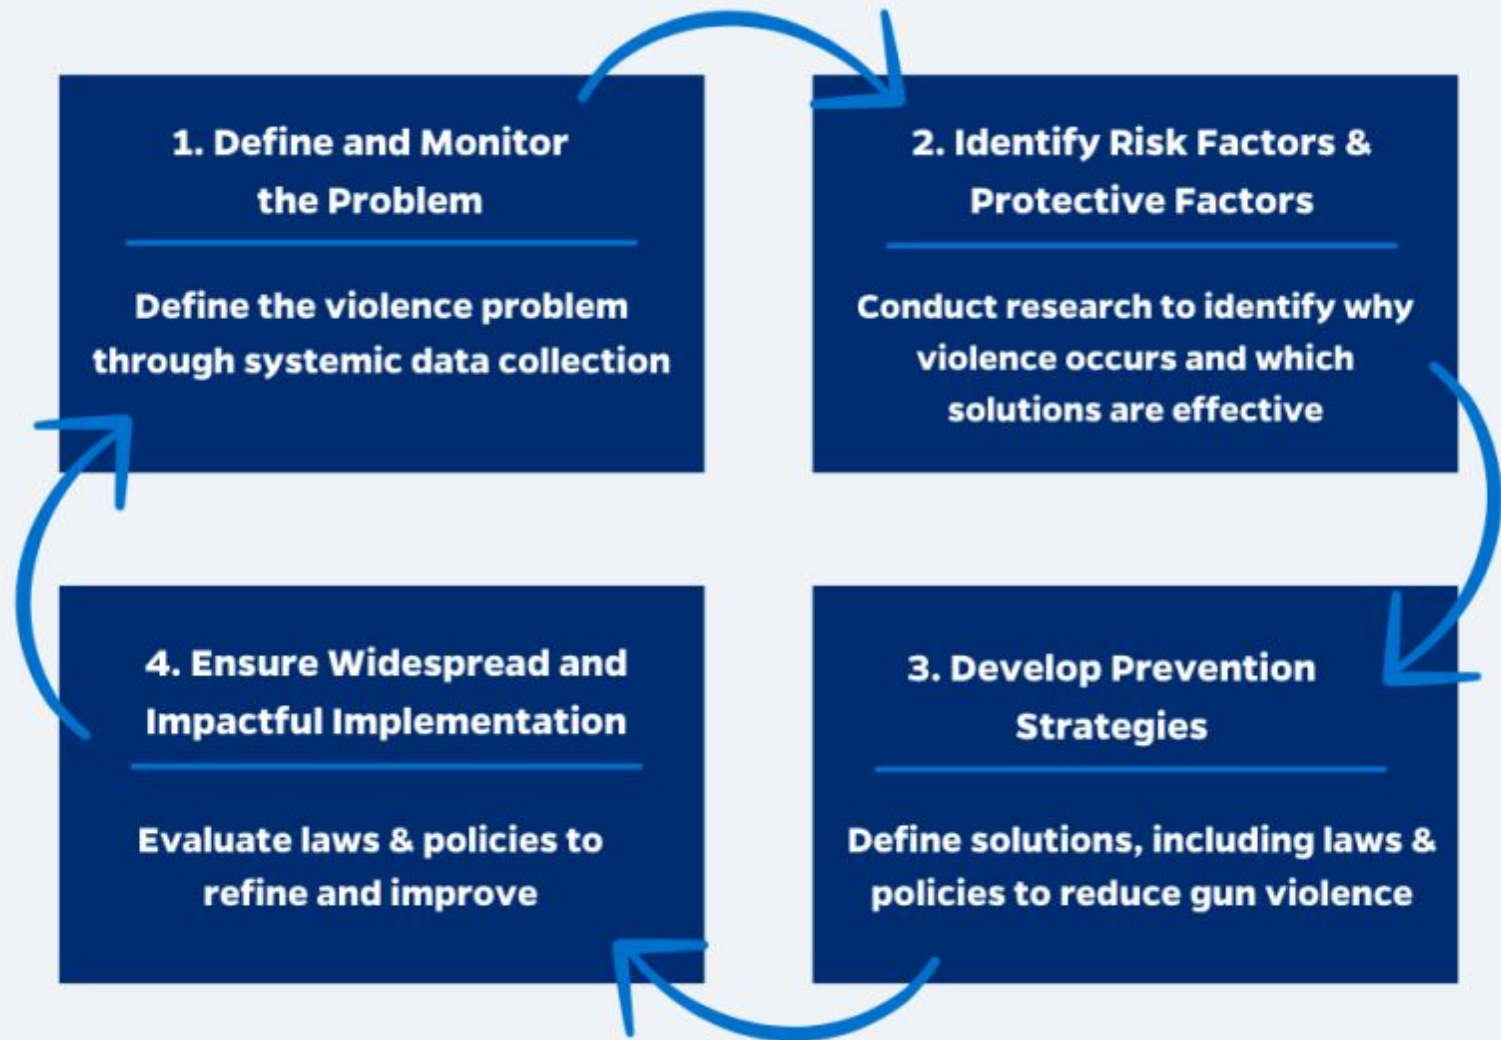 1. Define and Monitor
the Problem
Define the violence problem
through systemic data collection
2. Identify Risk Factors &
Protective Factors
Conduct research to identify why
violence occurs and which
solutions are effective
3. Develop Prevention
Strategies
Define solutions, including laws &
policies to reduce gun violence
4. Ensure Widespread and
Impactful Implementation
Evaluate laws & policies to
refine and improve